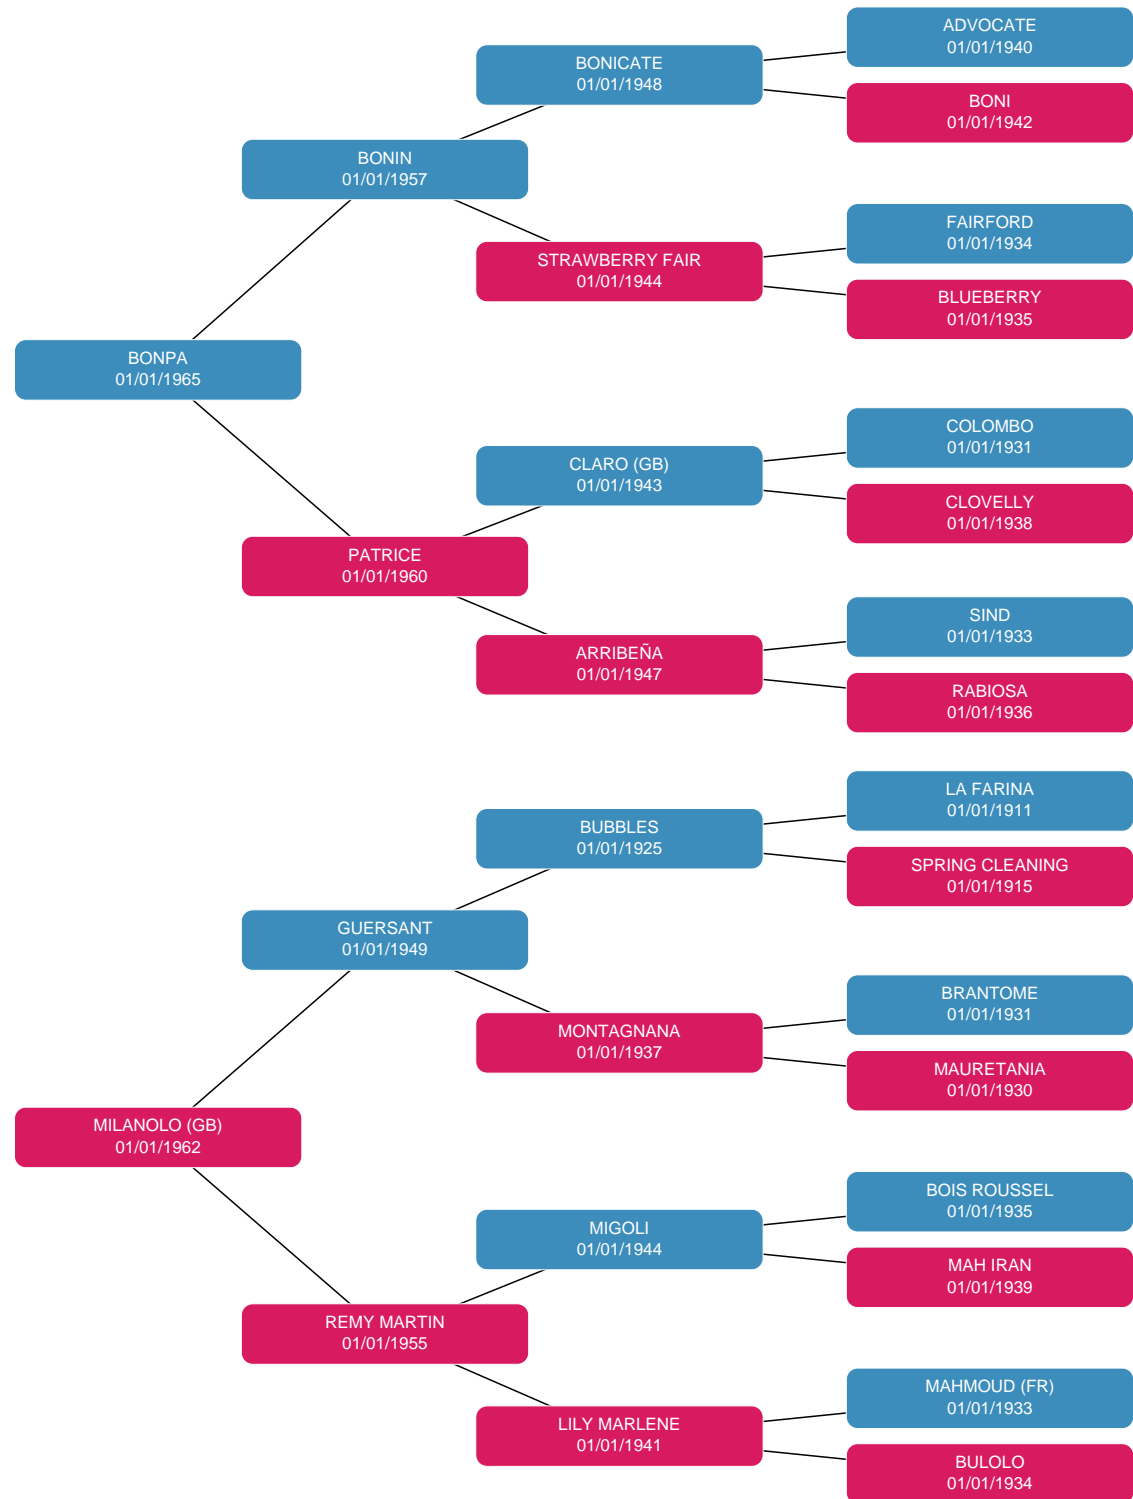 ADVOCATE
01/01/1940
BONICATE
01/01/1948
BONI
01/01/1942
BONIN
01/01/1957
FAIRFORD
01/01/1934
STRAWBERRY FAIR
01/01/1944
BLUEBERRY
01/01/1935
BONPA
01/01/1965
COLOMBO
01/01/1931
CLARO (GB)
01/01/1943
CLOVELLY
01/01/1938
PATRICE
01/01/1960
SIND
01/01/1933
ARRIBEÑA
01/01/1947
RABIOSA
01/01/1936
LA FARINA
01/01/1911
BUBBLES
01/01/1925
SPRING CLEANING
01/01/1915
GUERSANT
01/01/1949
BRANTOME
01/01/1931
MONTAGNANA
01/01/1937
MAURETANIA
01/01/1930
MILANOLO (GB)
01/01/1962
BOIS ROUSSEL
01/01/1935
MIGOLI
01/01/1944
MAH IRAN
01/01/1939
REMY MARTIN
01/01/1955
MAHMOUD (FR)
01/01/1933
LILY MARLENE
01/01/1941
BULOLO
01/01/1934